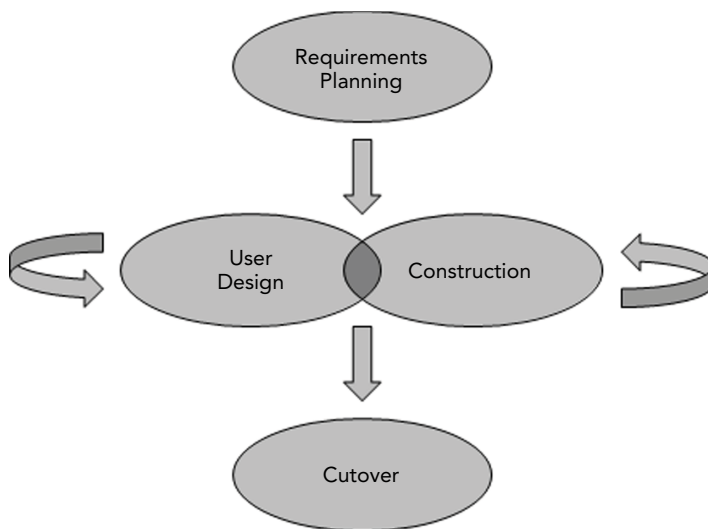 Requirements
Planning
User
Design
Construction
Cutover